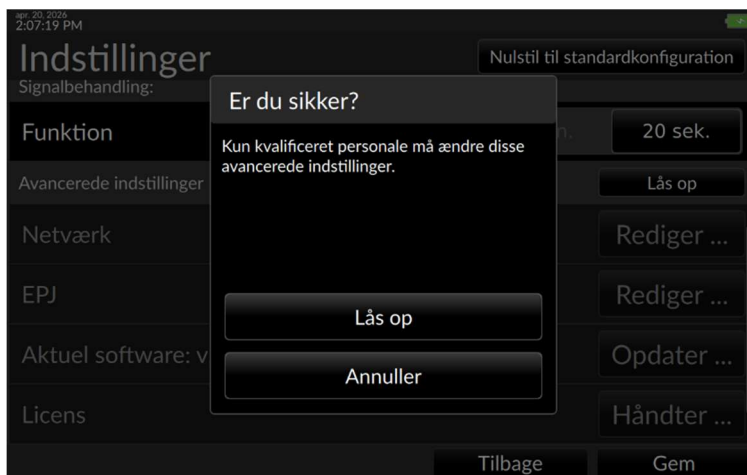 apr. 20, 2026
2:07:19 PM
Indstillinger
Nulstil til standardkonfiguration
Signalbehandling:
Er du sikker?
Funktion
n.
20 sek.
Kun kvalificeret personale må ændre disse
avancerede indstillinger.
Avancerede indstillinger
Lås op
Netværk
Rediger ...
EPJ
Rediger ...
Lås op
Aktuel software: v
Opdater ...
Annuller
Licens
Håndter ...
Tilbage
Gem